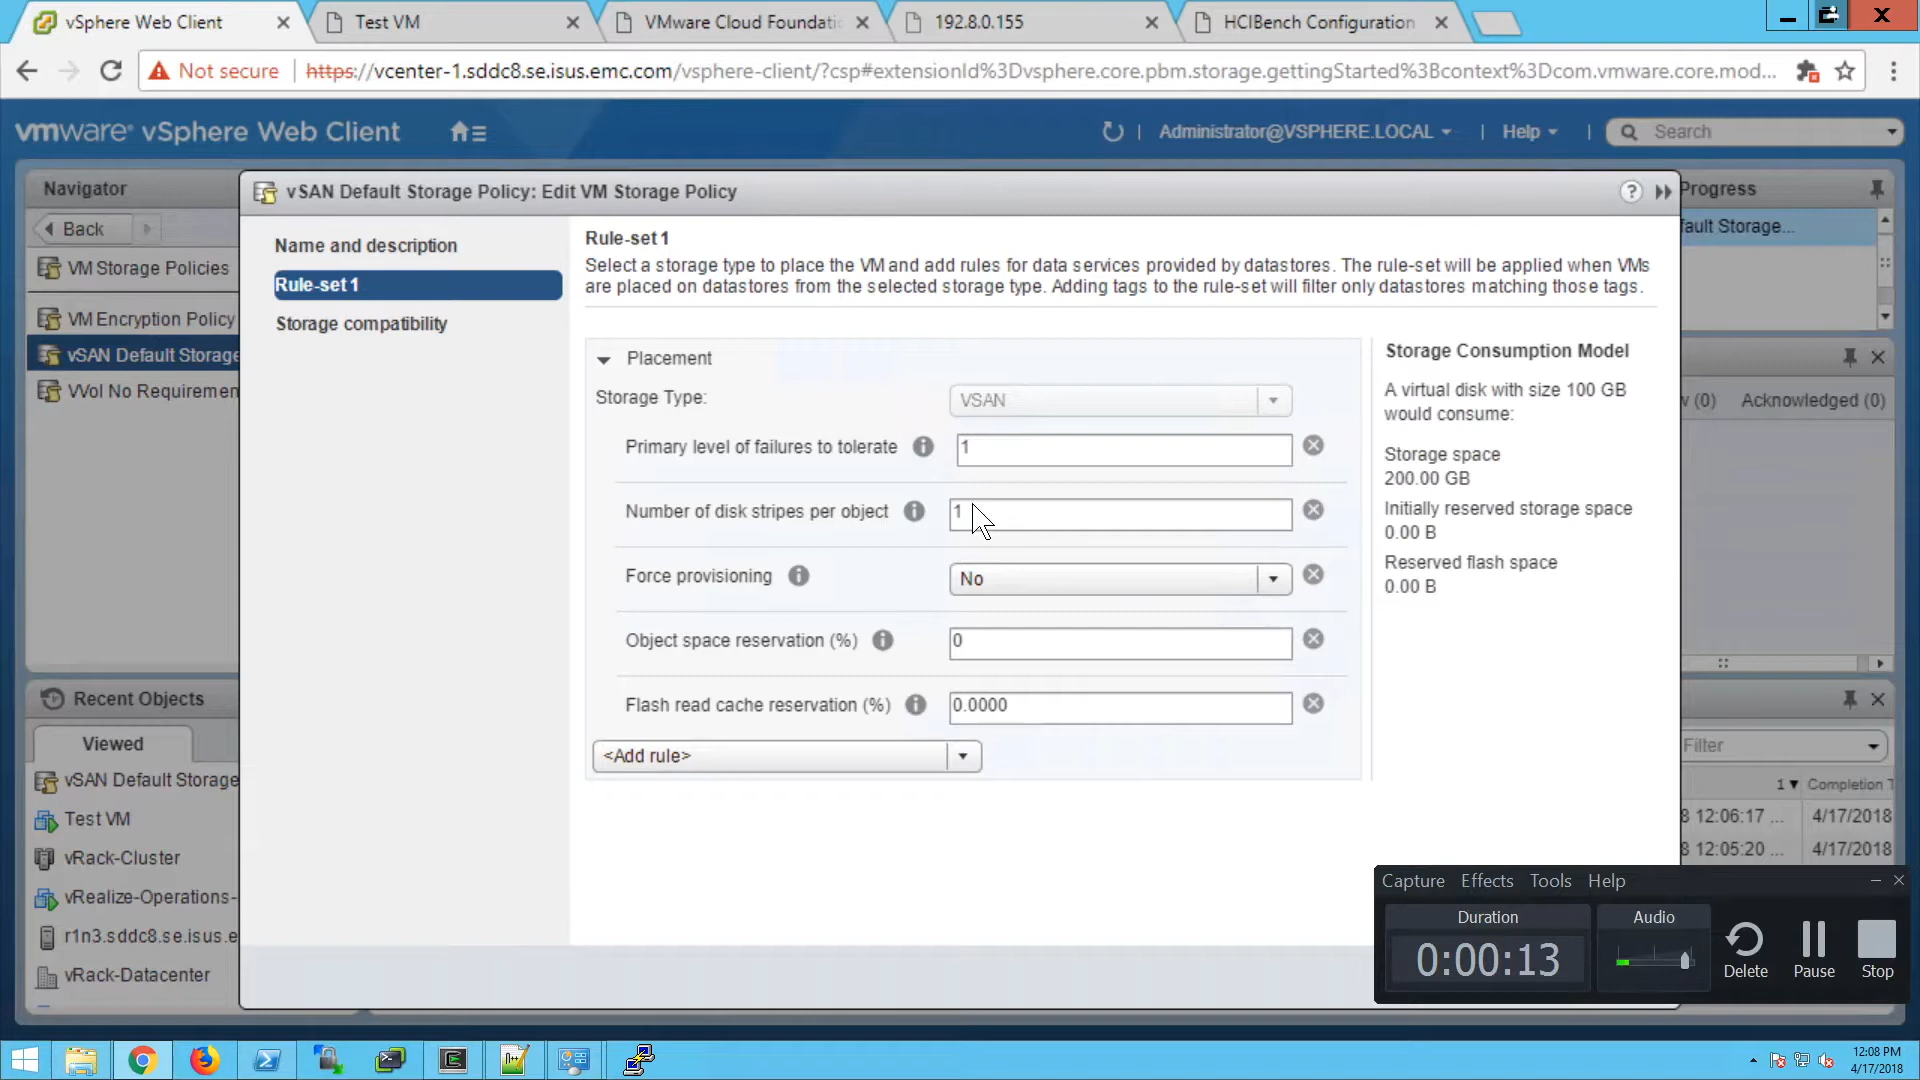 vSphere Web Client
Test VM
VMware Cloud Foundatio
192.8.0.155
HCIBench Configuration
Not secure
https://vcenter-1.sddc8.se.isus.emc.com/vsphere-client/?csp#extensionId%3Dvsphere.core.pbm.storage.gettingStarted%3Bcontext%3Dcom.vmware.core.mod...
vmware® vSphere Web Client
Administrator@VSPHERE.LOCAL
Help
Search
Navigator
Back
VM Storage Policies
VM Encryption Policy
vSAN Default Storage
VVol No Requiremen
vSAN Default Storage Policy: Edit VM Storage Policy
Progress
fault Storage...
v (0)
Acknowledged (0)
Name and description
Rule-set 1
Storage compatibility
Rule-set 1
Select a storage type to place the VM and add rules for data services provided by datastores. The rule-set will be applied when VMs
are placed on datastores from the selected storage type. Adding tags to the rule-set will filter only datastores matching those tags.
Placement
Storage Type:
VSAN
Primary level of failures to tolerate
1
Number of disk stripes per object
1
Force provisioning
No
Object space reservation (%)
0
Flash read cache reservation (%)
0.0000
<Add rule>
Storage Consumption Model
A virtual disk with size 100 GB
would consume:
Storage space
200.00 GB
Initially reserved storage space
0.00 B
Reserved flash space
0.00 B
Recent Objects
Viewed
vSAN Default Storage
Test VM
vRack-Cluster
vRealize-Operations-
r1n3.sddc8.se.isus.e
vRack-Datacenter
Filter
1
Completion T
8 12:06:17 ...
4/17/2018
8 12:05:20 ...
4/17/2018
Capture
Effects
Tools
Help
Duration
0:00:13
Audio
Delete
Pause
Stop
12:08 PM
4/17/2018